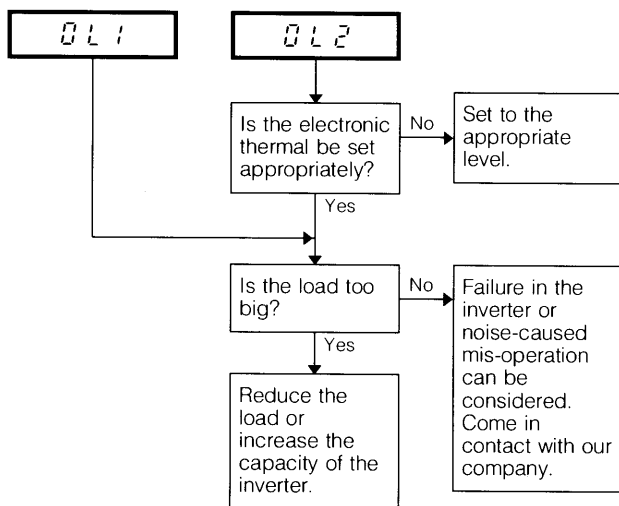 OL1
OL2
Is the electronic
thermal be set
appropriately?
No
Set to the
appropriate
level.
Yes
Is the load too
big?
No
Failure in the
inverter or
noise-caused
mis-operation
can be
considered.
Come in
contact with our
company.
Yes
Reduce the
load or
increase the
capacity of the
inverter.